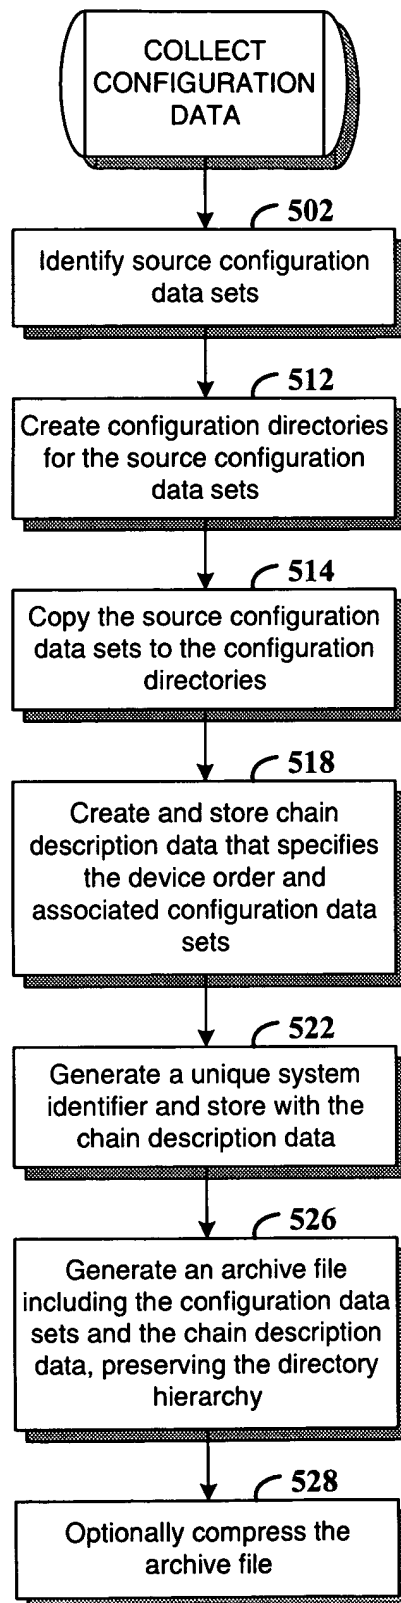 COLLECT
CONFIGURATION
DATA
502
Identify source configuration
data sets
512
Create configuration directories
for the source configuration
data sets
514
Copy the source configuration
data sets to the configuration
directories
518
Create and store chain
description data that specifies
the device order and
associated configuration data
sets
522
Generate a unique system
identifier and store with the
chain description data
526
Generate an archive file
including the configuration data
sets and the chain description
data, preserving the directory
hierarchy
528
Optionally compress the
archive file